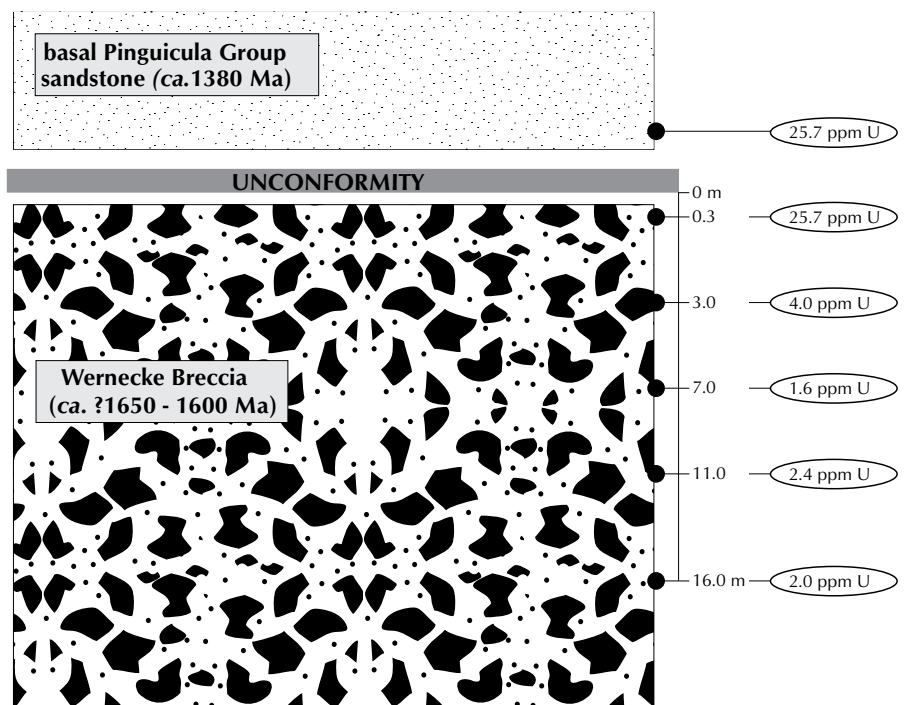 basal Pinguicula Group
sandstone (ca.1380 Ma)
25.7 ppm U
UNCONFORMITY
0 m
0.3
25.7 ppm U
3.0
4.0 ppm U
Wernecke Breccia
(ca. ?1650 - 1600 Ma)
7.0
1.6 ppm U
11.0
2.4 ppm U
16.0 m
2.0 ppm U